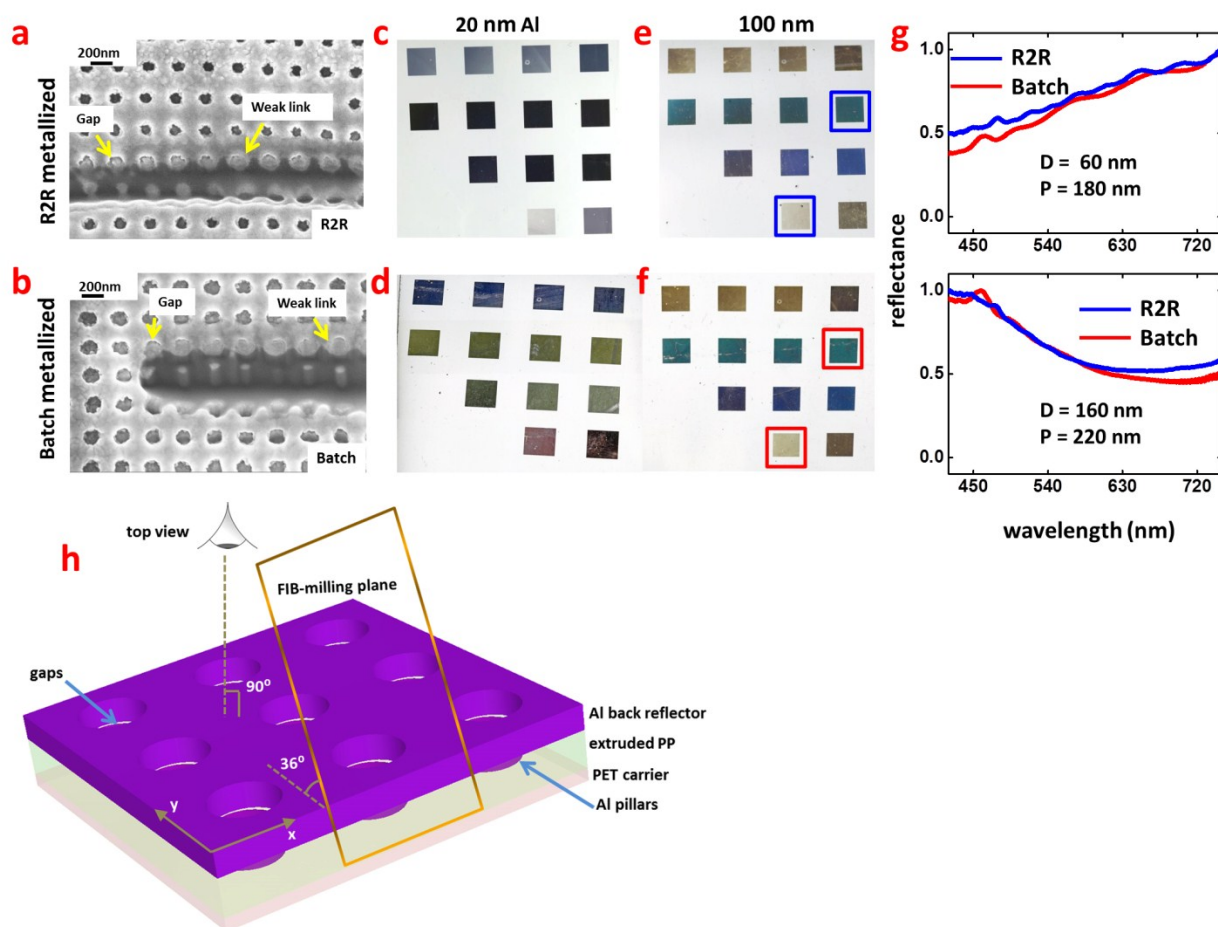 20 nm Al
100 nm
a
c
e
g
200nm
Gap
Weak link
R2R
R2R metallized
b
d
f
200nm
Gap
Weak link
Batch
Batch metallized
1.0
0.5
0.0
R2R
Batch
D = 60 nm
P = 180 nm
450 540 630 720
reflectance
1.0
0.5
0.0
R2R
Batch
D = 160 nm
P = 220 nm
450 540 630 720
wavelength (nm)
h
top view
FIB-milling plane
gaps
90°
36°
y
x
Al back reflector
extruded PP
PET carrier
Al pillars